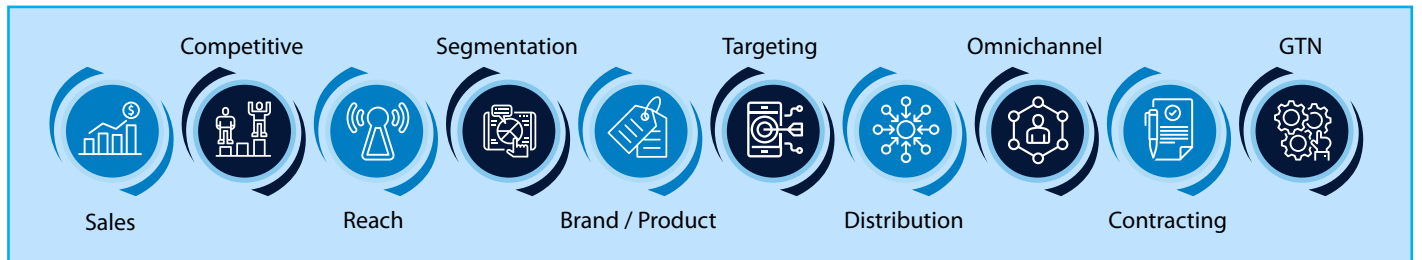 Competitive
Segmentation
Targeting
Omnichannel
GTN
$
Sales
Reach
Brand / Product
Distribution
Contracting